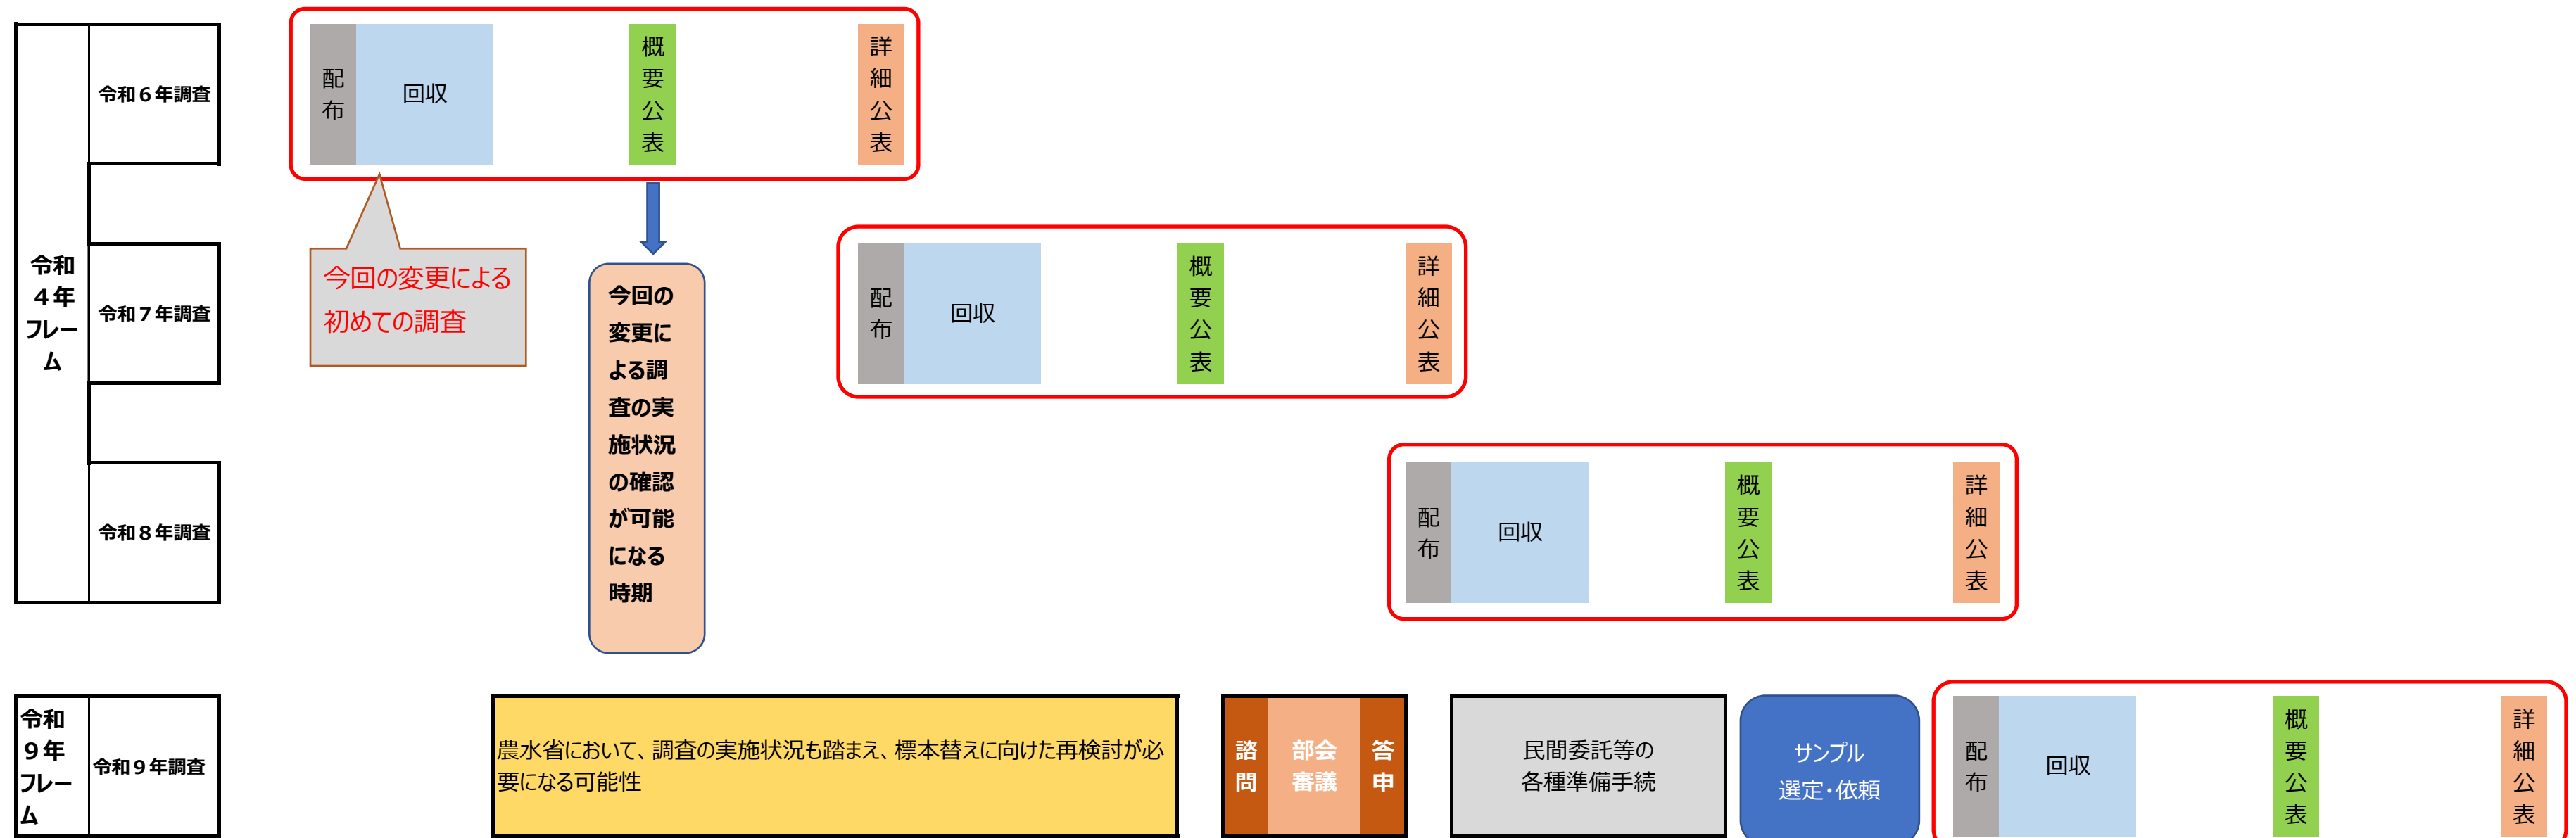 令和
４年
フレー
ム
令和６年調査
配
布
回収
概
要
公
表
詳
細
公
表
今回の変更による
初めての調査
今回の
変更に
よる調
査の実
施状況
の確認
が可能
になる
時期
令和７年調査
配
布
回収
概
要
公
表
詳
細
公
表
令和８年調査
配
布
回収
概
要
公
表
詳
細
公
表
令和
９年
フレー
ム
令和９年調査
農水省において、調査の実施状況も踏まえ、標本替えに向けた再検討が必
要になる可能性
諮
問
部会
審議
答
申
民間委託等の
各種準備手続
サンプル
選定・依頼
配
布
回収
概
要
公
表
詳
細
公
表